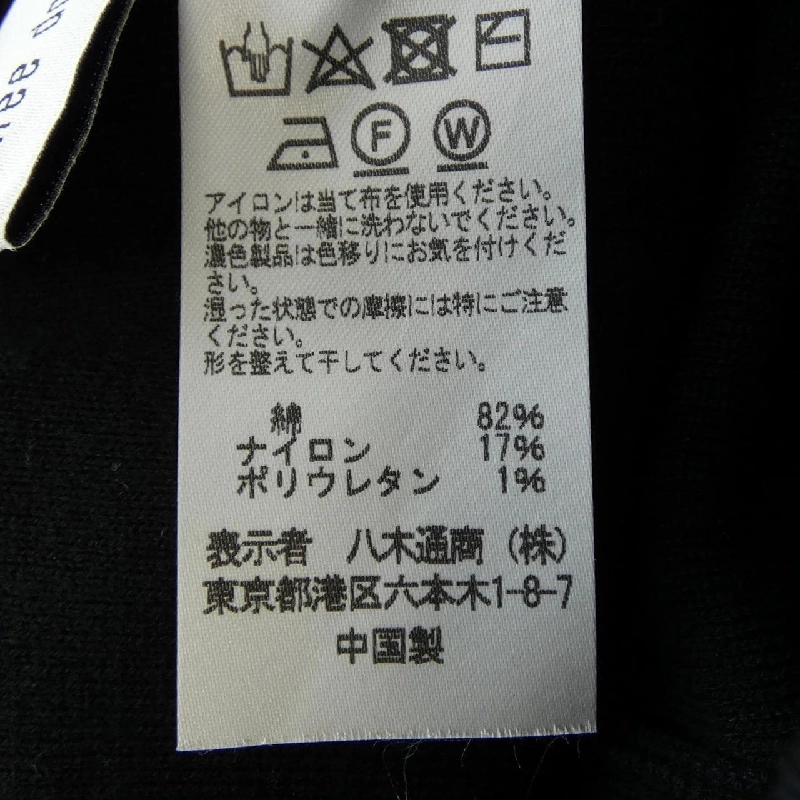 F W
アイロンは当て布を使用ください。
他の物と一緒に洗わないでください。
濃色製品は色移りにお気を付けくだ
さい。
湿った状態での摩擦には特にご注意
ください。
形を整えて干してください。
綿 82%
ナイロン 17%
ポリウレタン 1%
表示者 八木通商(株)
東京都港区六本木1-8-7
中国製